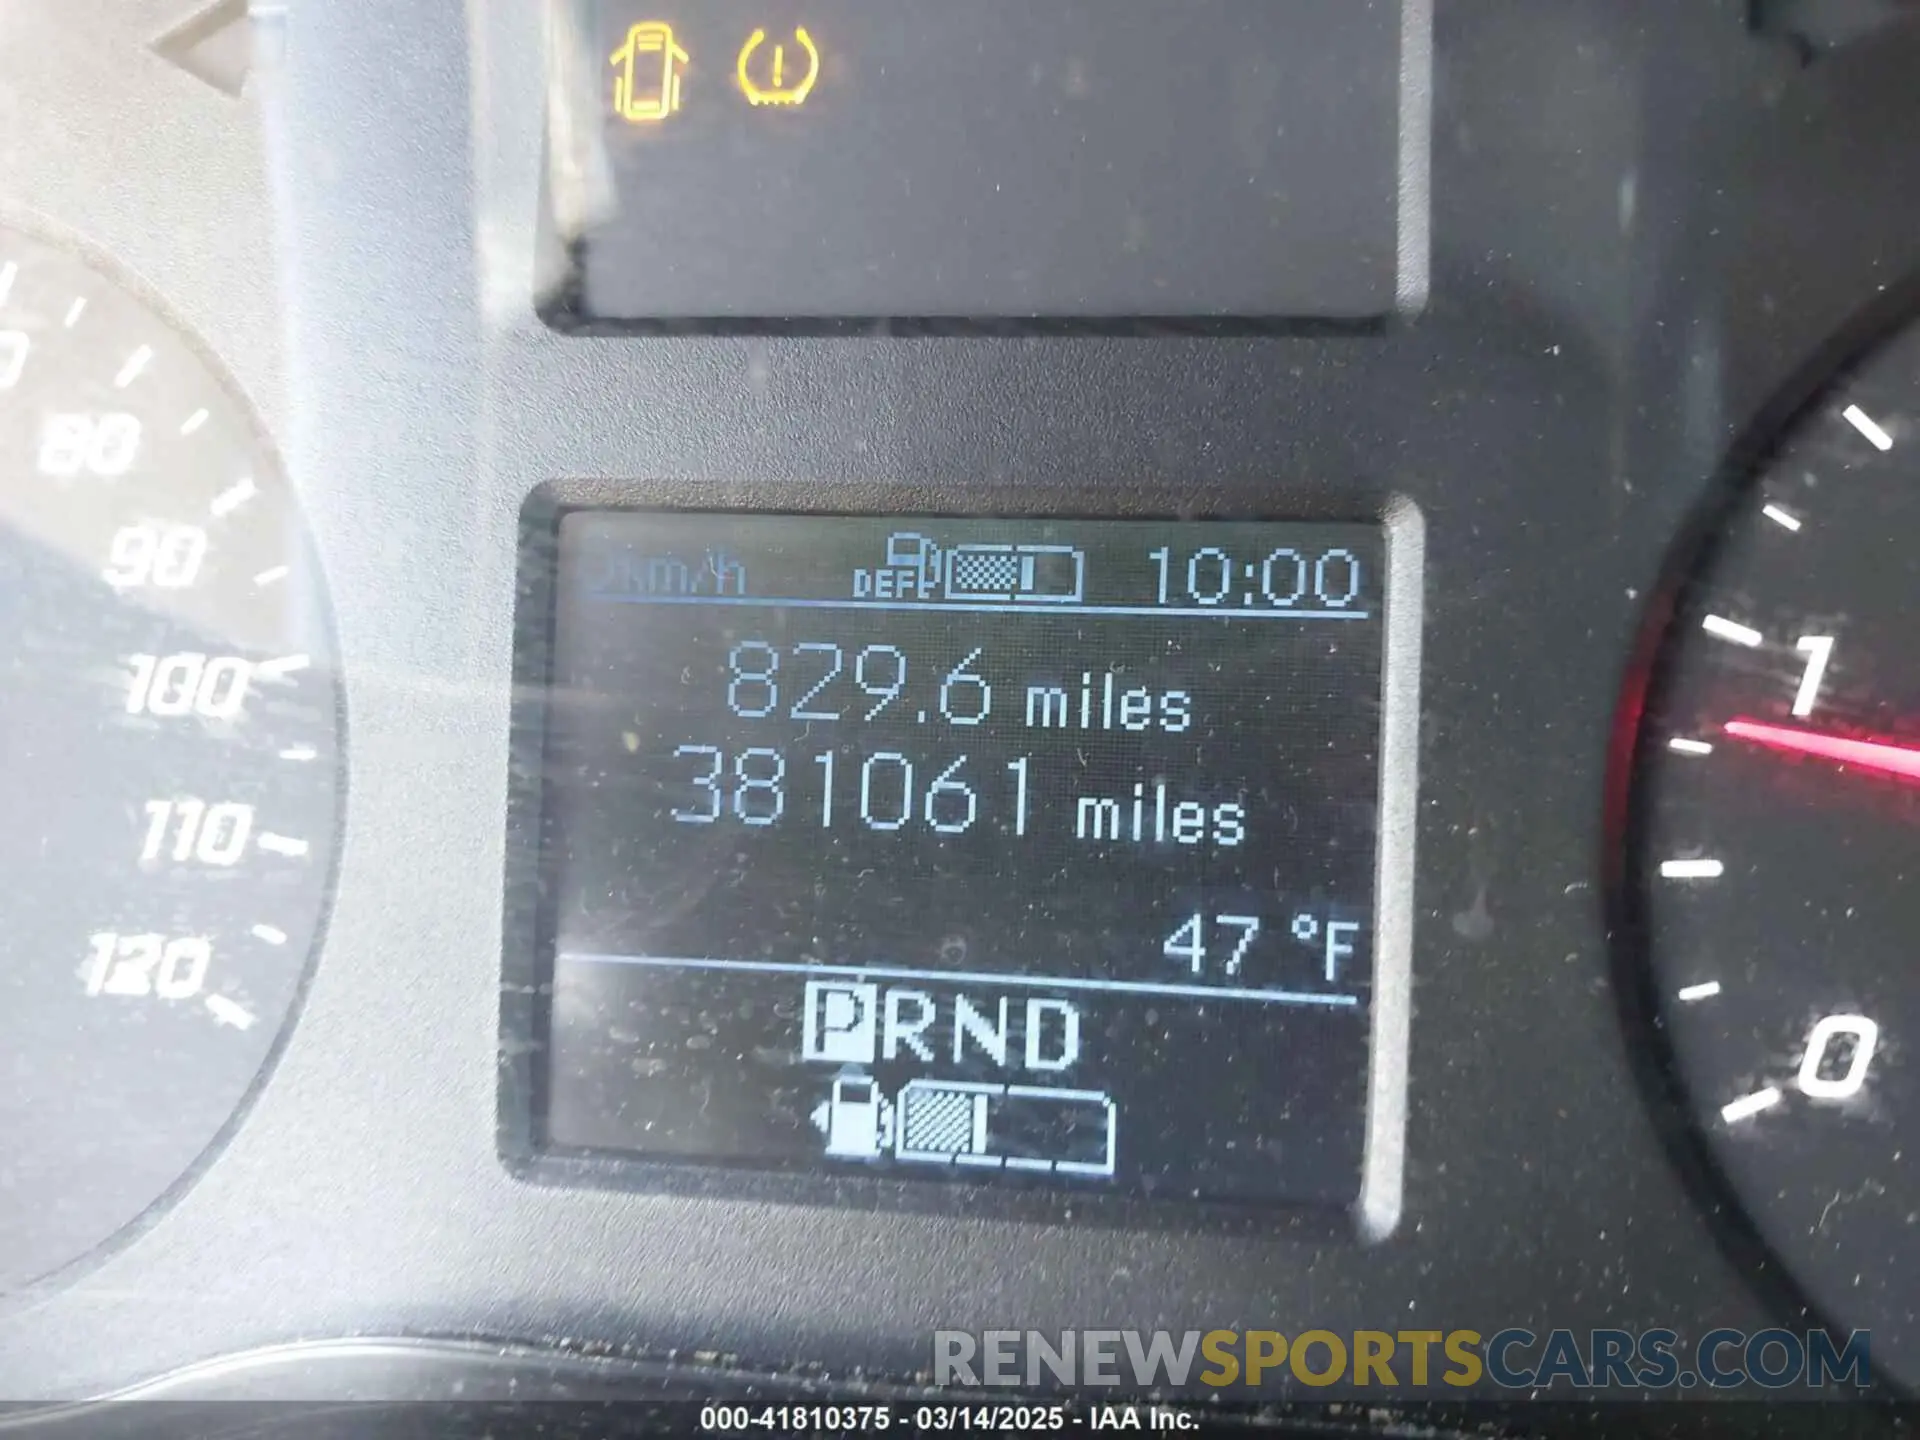 80
90
100
110
120
km/h DEF 10:00
829.6 miles
381061 miles
47 °F
PRND
1
0
RENEWSPORTSCARS.COM
000-41810375 - 03/14/2025 - IAA Inc.